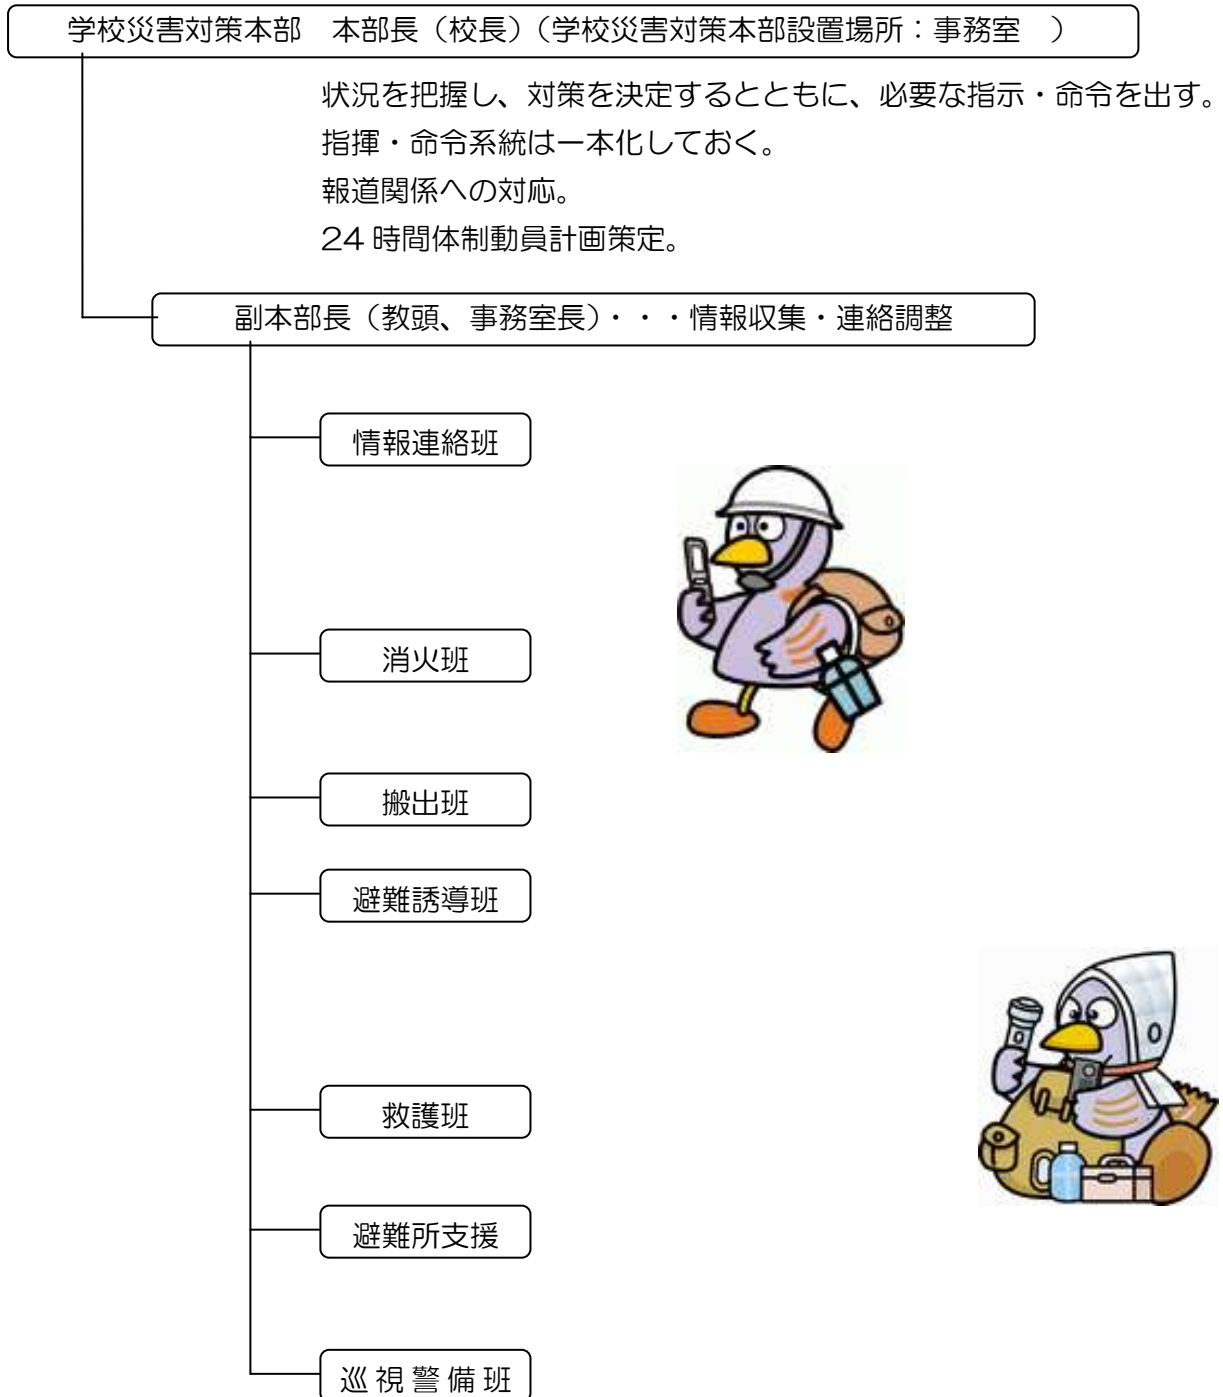 学校災害対策本部　本部長（校長）（学校災害対策本部設置場所：事務室　）
状況を把握し、対策を決定するとともに、必要な指示・命令を出す。
指揮・命令系統は一本化しておく。
報道関係への対応。
24時間体制動員計画策定。
副本部長（教頭、事務室長）・・・情報収集・連絡調整
情報連絡班
消火班
搬出班
避難誘導班
救護班
避難所支援
巡視警備班